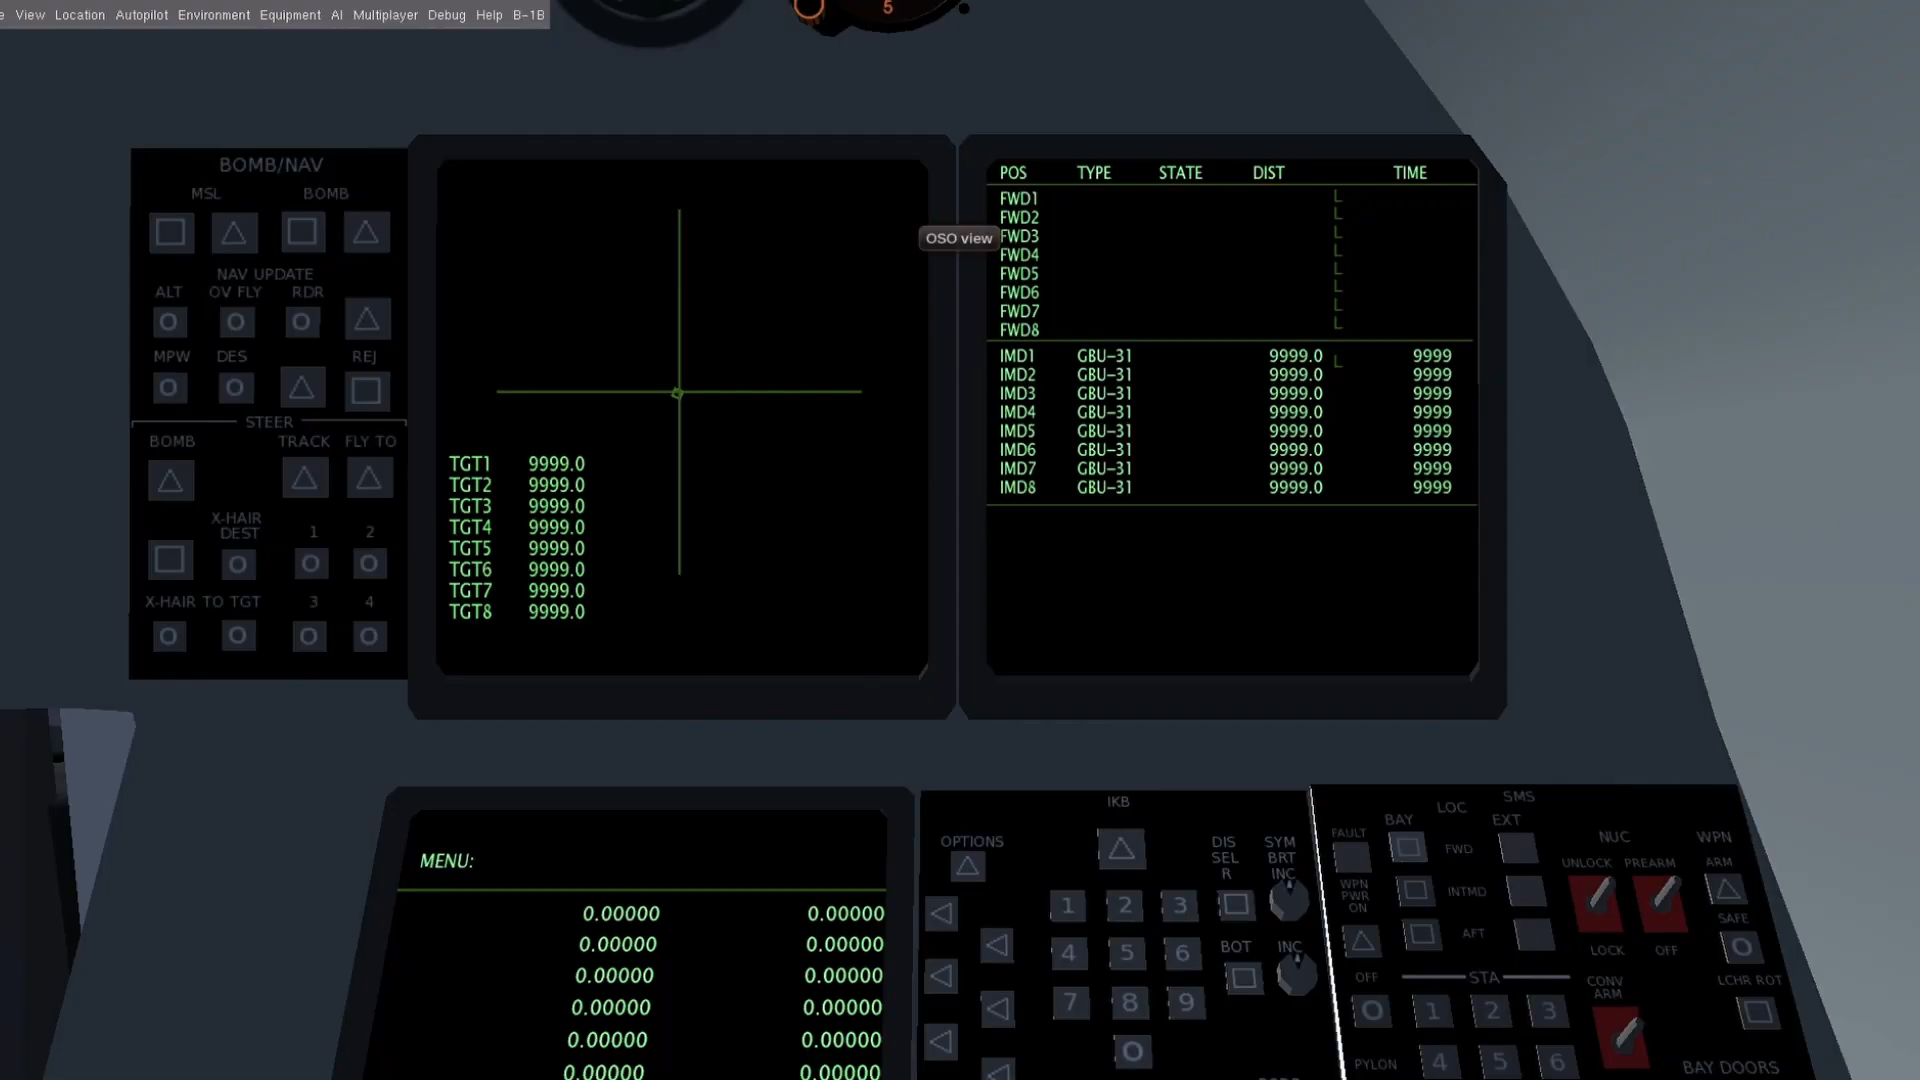 View Location Autopilot Environment Equipment AI Multiplayer Debug Help B-1B
5
BOMB/NAV
MSL BOMB
NAV UPDATE
ALT OV FLY RDR
MPW DES REJ
STEER
BOMB TRACK FLY TO
X-HAIR DEST 1 2
X-HAIR TO TGT 3 4
TGT1 9999.0
TGT2 9999.0
TGT3 9999.0
TGT4 9999.0
TGT5 9999.0
TGT6 9999.0
TGT7 9999.0
TGT8 9999.0
OSO view
POS TYPE STATE DIST TIME
FWD1 L
FWD2 L
FWD3 L
FWD4 L
FWD5 L
FWD6 L
FWD7 L
FWD8 L
IMD1 GBU-31 9999.0 L 9999
IMD2 GBU-31 9999.0 9999
IMD3 GBU-31 9999.0 9999
IMD4 GBU-31 9999.0 9999
IMD5 GBU-31 9999.0 9999
IMD6 GBU-31 9999.0 9999
IMD7 GBU-31 9999.0 9999
IMD8 GBU-31 9999.0 9999
MENU:
0.00000 0.00000
0.00000 0.00000
0.00000 0.00000
0.00000 0.00000
0.00000 0.00000
0.00000 0.00000
IKB
OPTIONS
DIS SEL R
SYM BRT INC
1 2 3
4 5 6
BOT INC
7 8 9
O
SMS
LOC
BAY EXT
FAULT FWD NUC WPN
UNLOCK PREARM ARM
WPN PWR ON INTMD
AFT SAFE
LOCK OFF
OFF STA CONV ARM LCHR ROT
O 1 2 3
PYLON 4 5 6 BAY DOORS